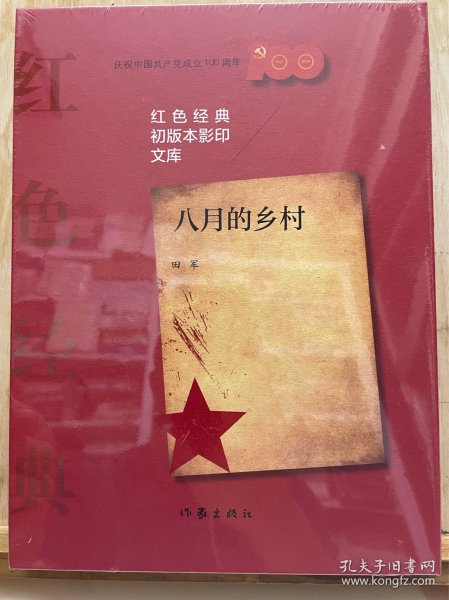 庆祝中国共产党成立100周年
100
红色经典
初版本影印
文库
红色经典
八月的乡村
田军
作家出版社
孔夫子旧书网
www.kongfz.com